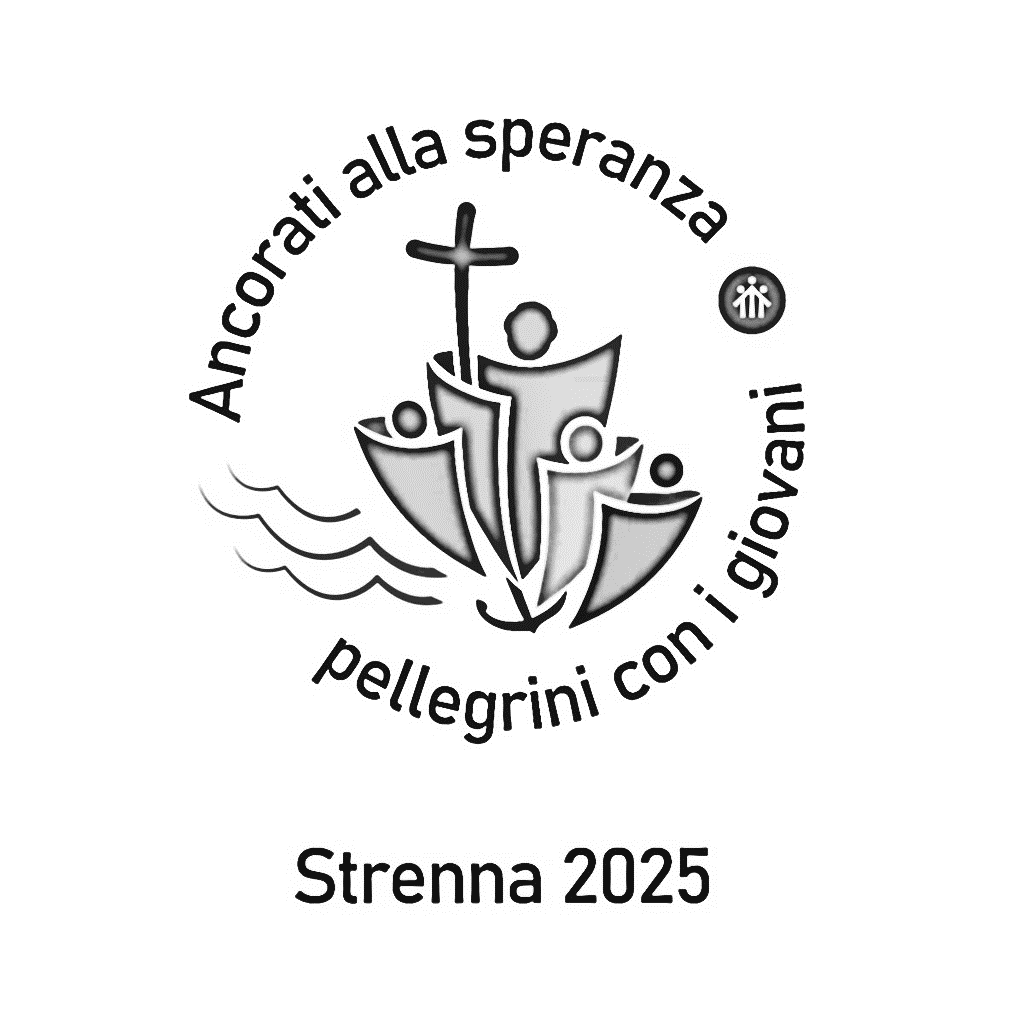 Ancorati alla speranza
pellegrini con i giovani
Strenna 2025